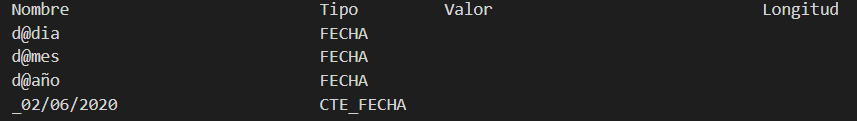 Nombre Tipo Valor Longitud
d@dia FECHA
d@mes FECHA
d@año FECHA
_02/06/2020 CTE_FECHA